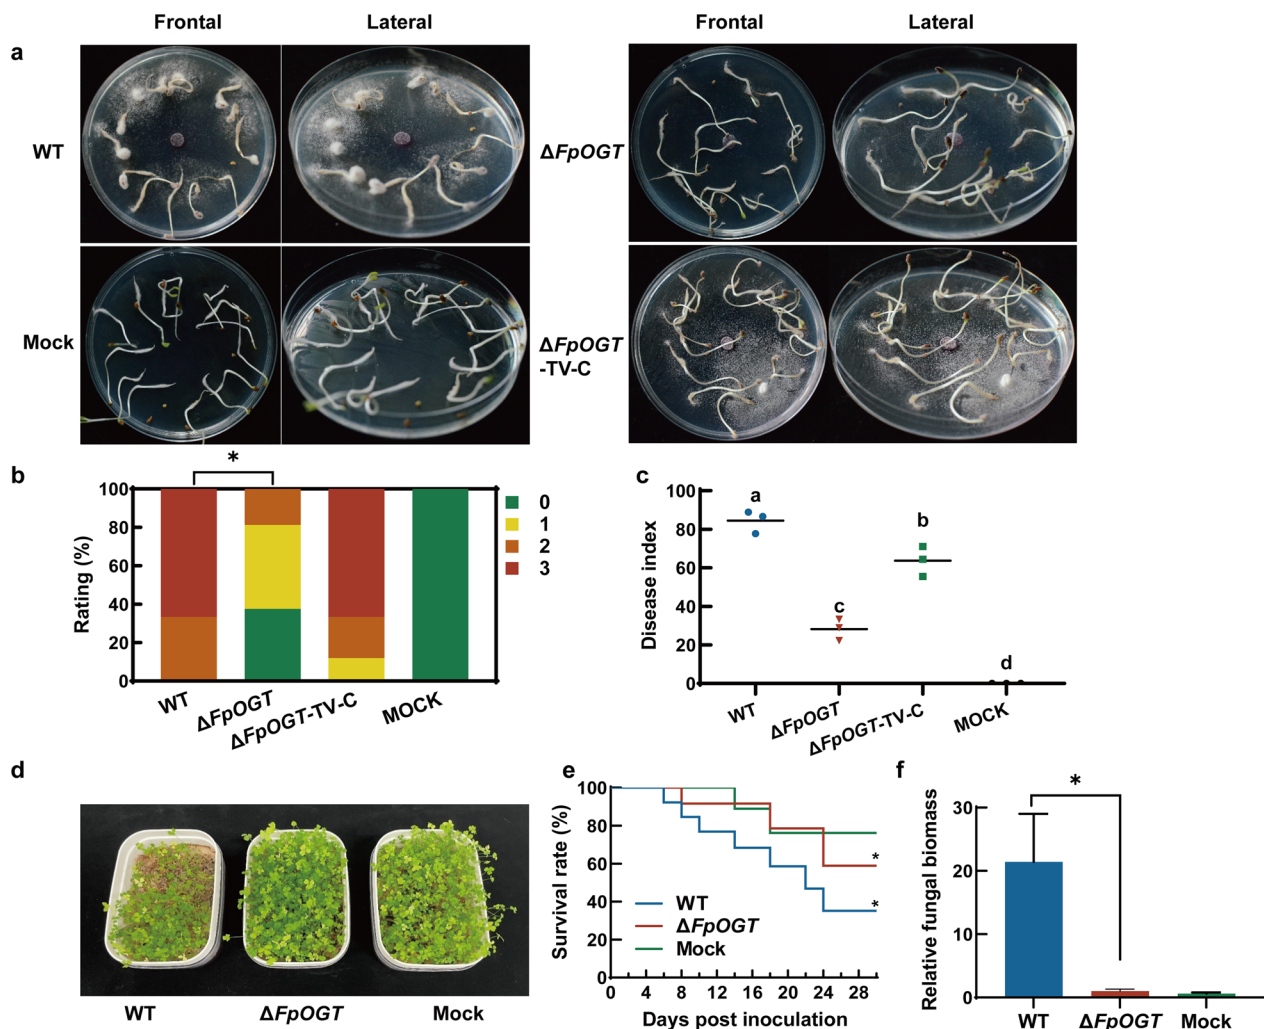 Frontal Lateral Frontal Lateral
a
WT
ΔFpOGT
Mock
ΔFpOGT
-TV-C
b
*
Rating (%)
100
80
60
40
20
0
0
1
2
3
WT ΔFpOGT ΔFpOGT-TV-C MOCK
c
Disease index
100
80
60
40
20
0
a
c
b
d
WT ΔFpOGT ΔFpOGT-TV-C MOCK
d
WT ΔFpOGT Mock
e
Survival rate (%)
100
80
60
40
20
0
WT
ΔFpOGT
Mock
*
*
0 4 8 12 16 20 24 28
Days post inoculation
f
Relative fungal biomass
30
20
10
0
*
WT ΔFpOGT Mock